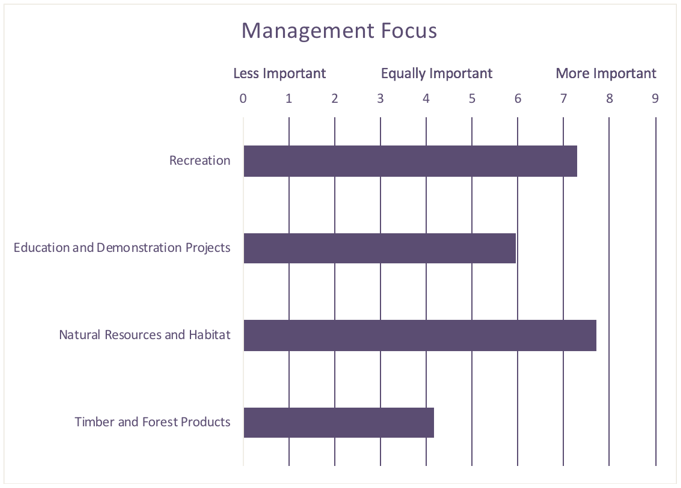 Management Focus
Less Important Equally Important More Important
0 1 2 3 4 5 6 7 8 9
Recreation
Education and Demonstration Projects
Natural Resources and Habitat
Timber and Forest Products